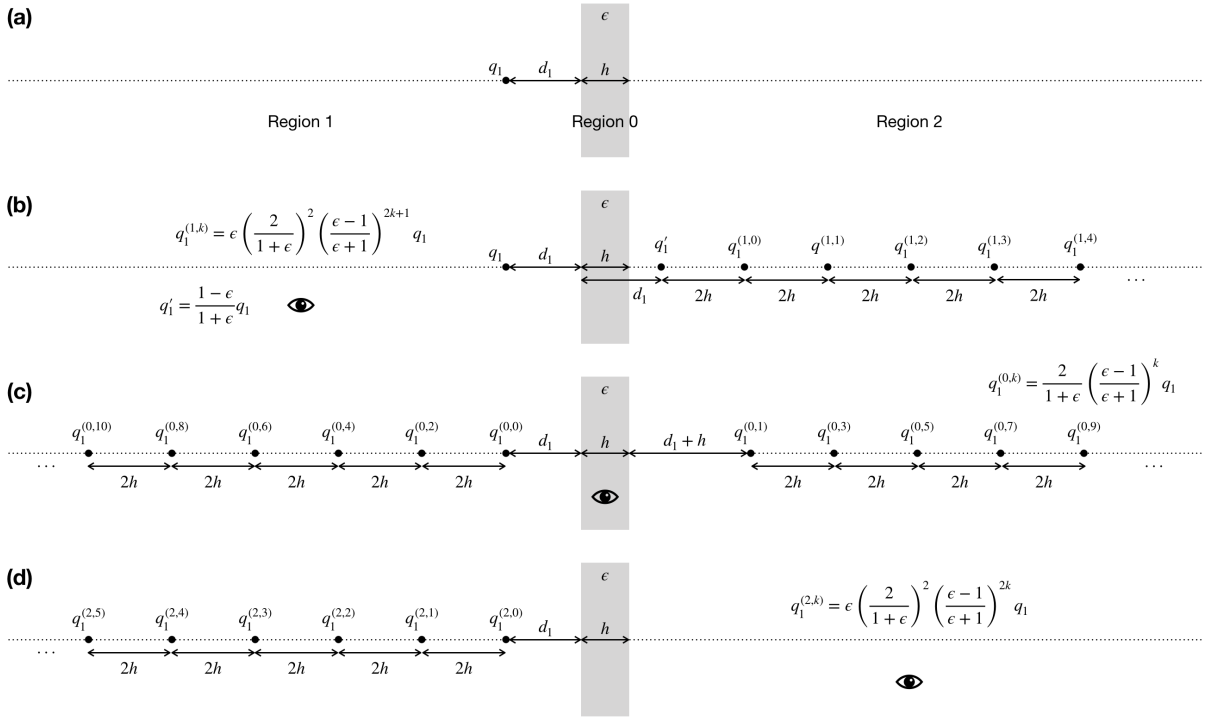 (a)
ϵ
q₁ d₁ h
Region 1 Region 0 Region 2
(b)
ϵ
q₁^{(1,k)} = ϵ (2/(1 + ϵ))² ((ϵ − 1)/(ϵ + 1))^{2k+1} q₁
q₁ d₁ h q₁′ q₁^{(1,0)} q^{(1,1)} q₁^{(1,2)} q₁^{(1,3)} q₁^{(1,4)}
d₁ 2h 2h 2h 2h 2h ···
q₁′ = (1 − ϵ)/(1 + ϵ) q₁
(c)
ϵ
q₁^{(0,k)} = 2/(1 + ϵ) ((ϵ − 1)/(ϵ + 1))^k q₁
q₁^{(0,10)} q₁^{(0,8)} q₁^{(0,6)} q₁^{(0,4)} q₁^{(0,2)} q₁^{(0,0)} d₁ h d₁ + h q₁^{(0,1)} q₁^{(0,3)} q₁^{(0,5)} q₁^{(0,7)} q₁^{(0,9)}
··· 2h 2h 2h 2h 2h 2h 2h 2h 2h ···
(d)
ϵ
q₁^{(2,k)} = ϵ (2/(1 + ϵ))² ((ϵ − 1)/(ϵ + 1))^{2k} q₁
q₁^{(2,5)} q₁^{(2,4)} q₁^{(2,3)} q₁^{(2,2)} q₁^{(2,1)} q₁^{(2,0)} d₁ h
··· 2h 2h 2h 2h 2h